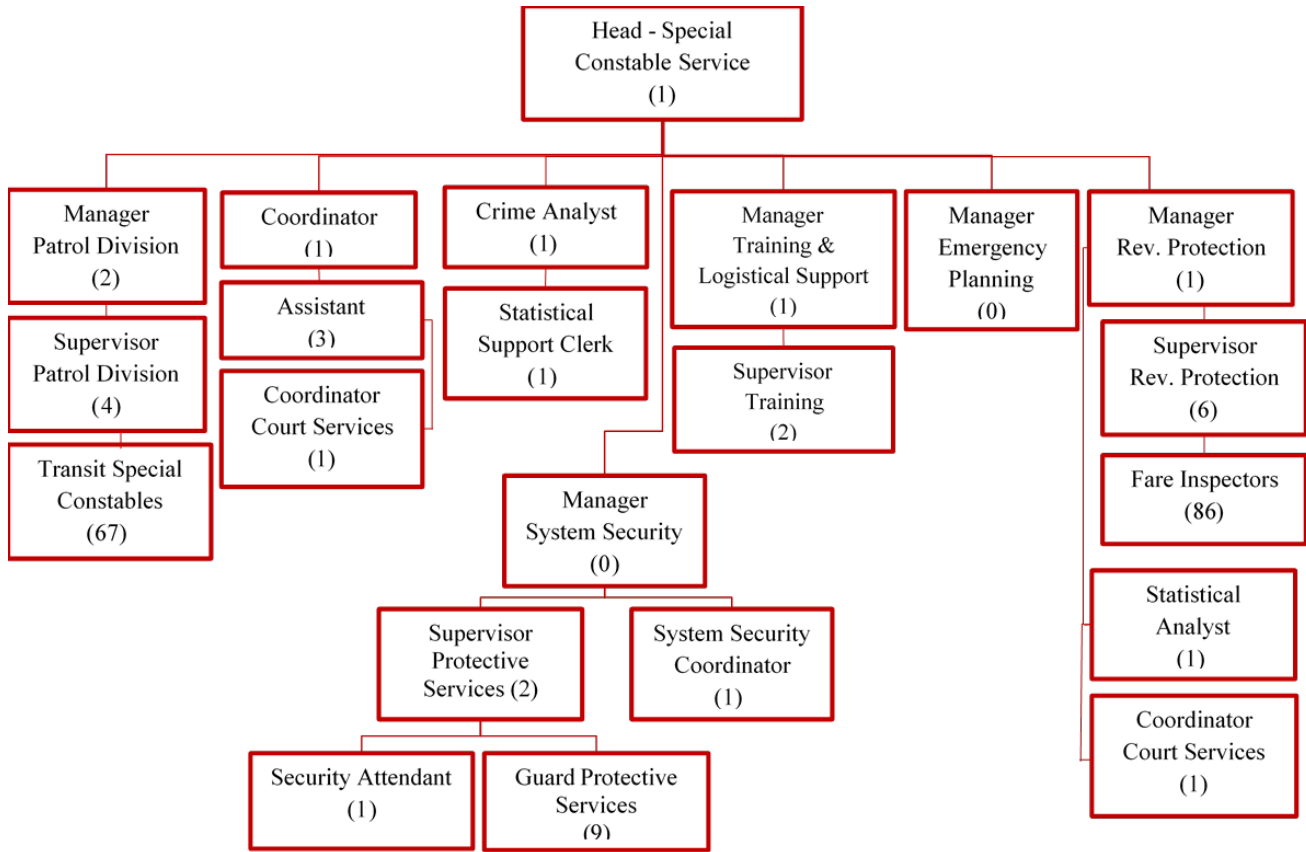 Head - Special
Constable Service
(1)
Manager
Patrol Division
(2)
Supervisor
Patrol Division
(4)
Transit Special
Constables
(67)
Coordinator
(1)
Assistant
(3)
Coordinator
Court Services
(1)
Crime Analyst
(1)
Statistical
Support Clerk
(1)
Manager
System Security
(0)
Supervisor
Protective
Services (2)
System Security
Coordinator
(1)
Security Attendant
(1)
Guard Protective
Services
(9)
Manager
Training &
Logistical Support
(1)
Supervisor
Training
(2)
Manager
Emergency
Planning
(0)
Manager
Rev. Protection
(1)
Supervisor
Rev. Protection
(6)
Fare Inspectors
(86)
Statistical
Analyst
(1)
Coordinator
Court Services
(1)